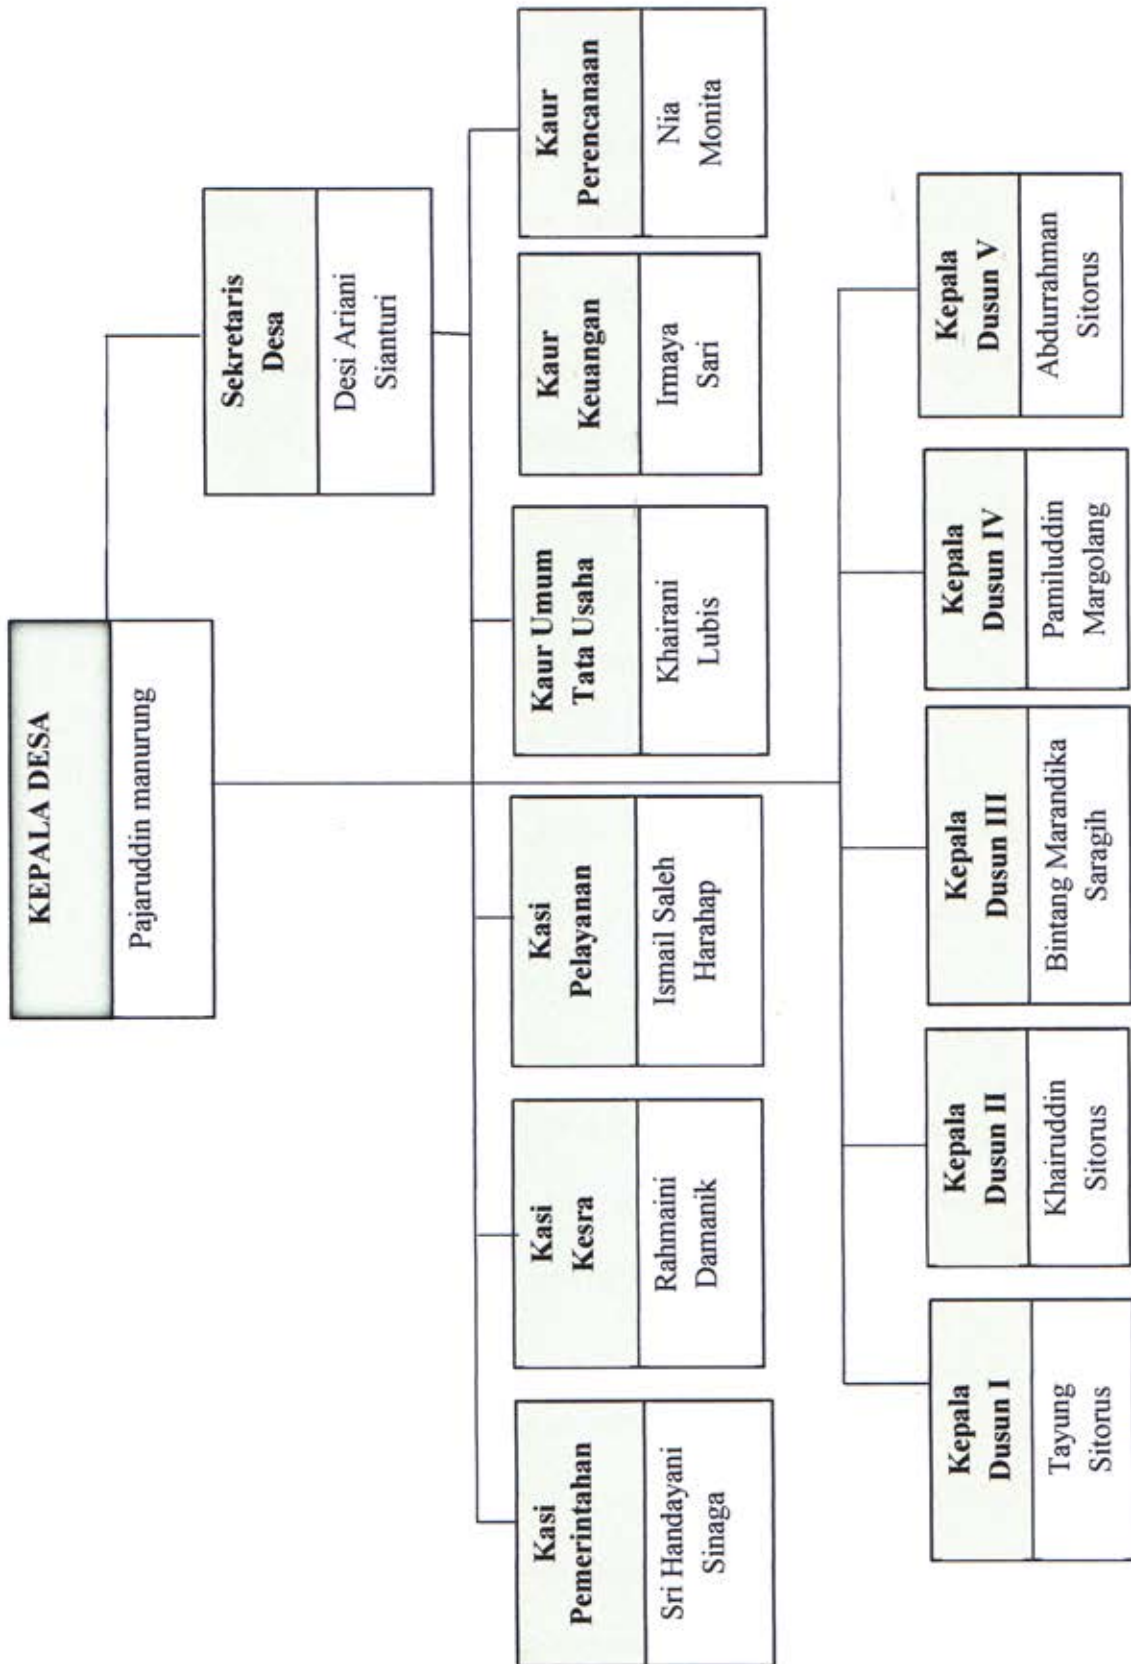 KEPALA DESA
Pajaruddin manurung
Sekretaris
Desa
Desi Ariani
Sianturi
Kasi
Pemerintahan
Sri Handayani
Sinaga
Kasi
Kesra
Rahmaini
Damanik
Kasi
Pelayanan
Ismail Saleh
Harahap
Kaur Umum
Tata Usaha
Khairani
Lubis
Kaur
Keuangan
Irmaya
Sari
Kaur
Perencanaan
Nia
Monita
Kepala
Dusun I
Tayung
Sitorus
Kepala
Dusun II
Khairuddin
Sitorus
Kepala
Dusun III
Bintang Marandika
Saragih
Kepala
Dusun IV
Pamiluddin
Margolang
Kepala
Dusun V
Abdurrahman
Sitorus